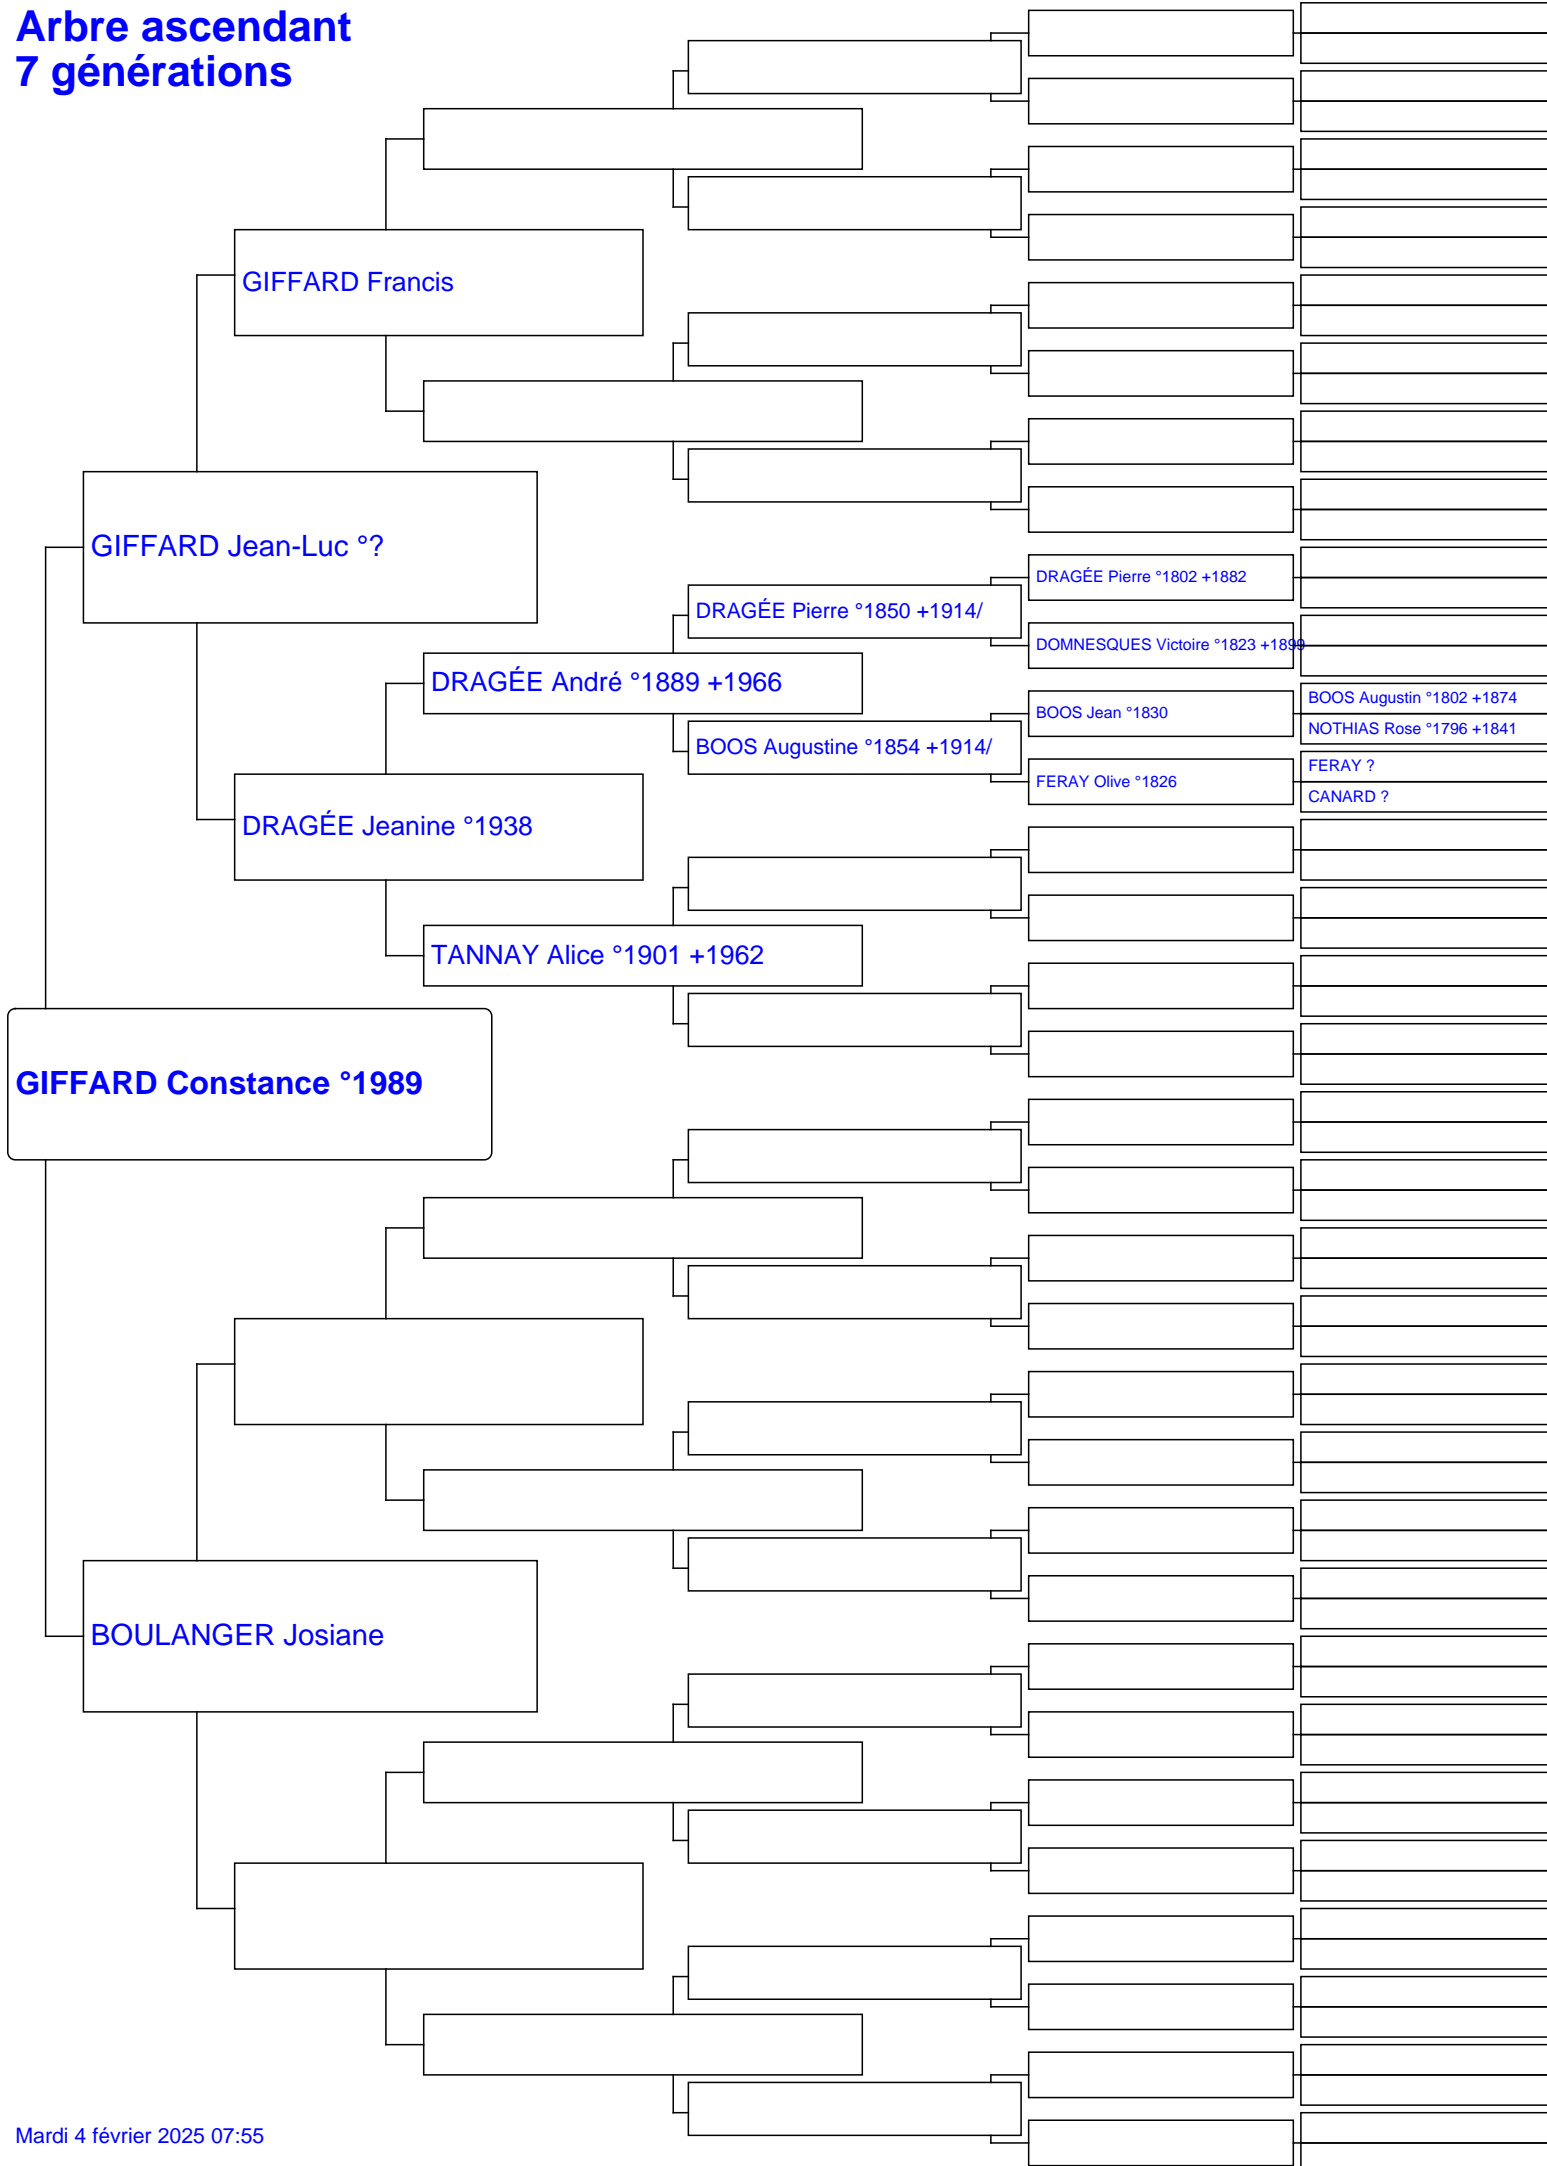 Arbre ascendant
7 générations
GIFFARD Francis
GIFFARD Jean-Luc °?
DRAGÉE Pierre °1802 +1882
DRAGÉE Pierre °1850 +1914/
DOMNESQUES Victoire °1823 +1899
DRAGÉE André °1889 +1966
BOOS Augustin °1802 +1874
BOOS Jean °1830
NOTHIAS Rose °1796 +1841
BOOS Augustine °1854 +1914/
FERAY ?
FERAY Olive °1826
CANARD ?
DRAGÉE Jeanine °1938
TANNAY Alice °1901 +1962
GIFFARD Constance °1989
BOULANGER Josiane
Mardi 4 février 2025 07:55